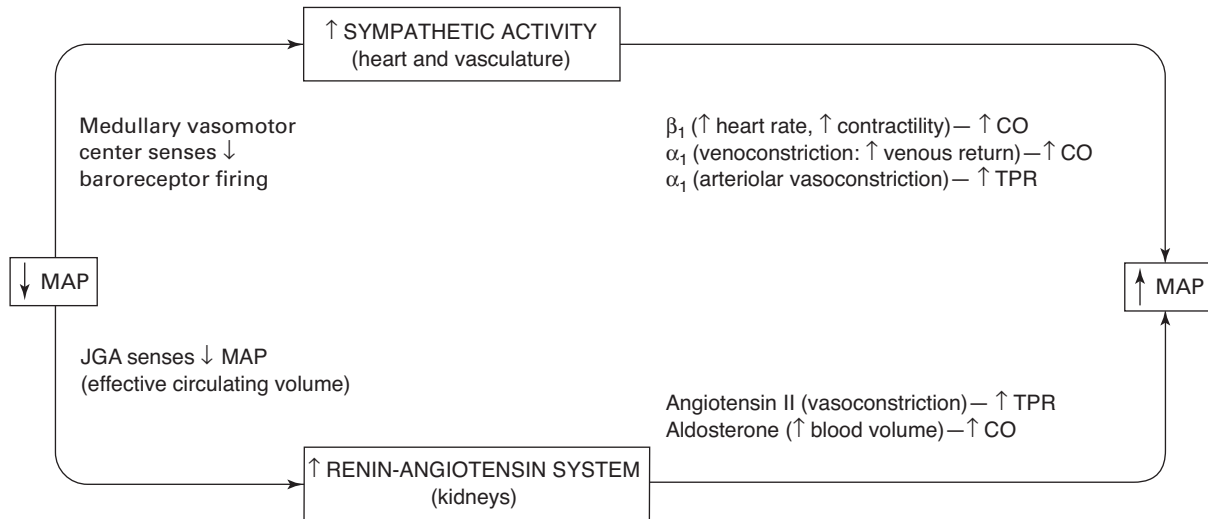 ↑ SYMPATHETIC ACTIVITY
(heart and vasculature)
Medullary vasomotor
center senses ↓
baroreceptor firing
β₁ (↑ heart rate, ↑ contractility)— ↑ CO
α₁ (venoconstriction: ↑ venous return)—↑ CO
α₁ (arteriolar vasoconstriction)— ↑ TPR
↓ MAP
↑ MAP
JGA senses ↓ MAP
(effective circulating volume)
Angiotensin II (vasoconstriction)— ↑ TPR
Aldosterone (↑ blood volume)—↑ CO
↑ RENIN-ANGIOTENSIN SYSTEM
(kidneys)